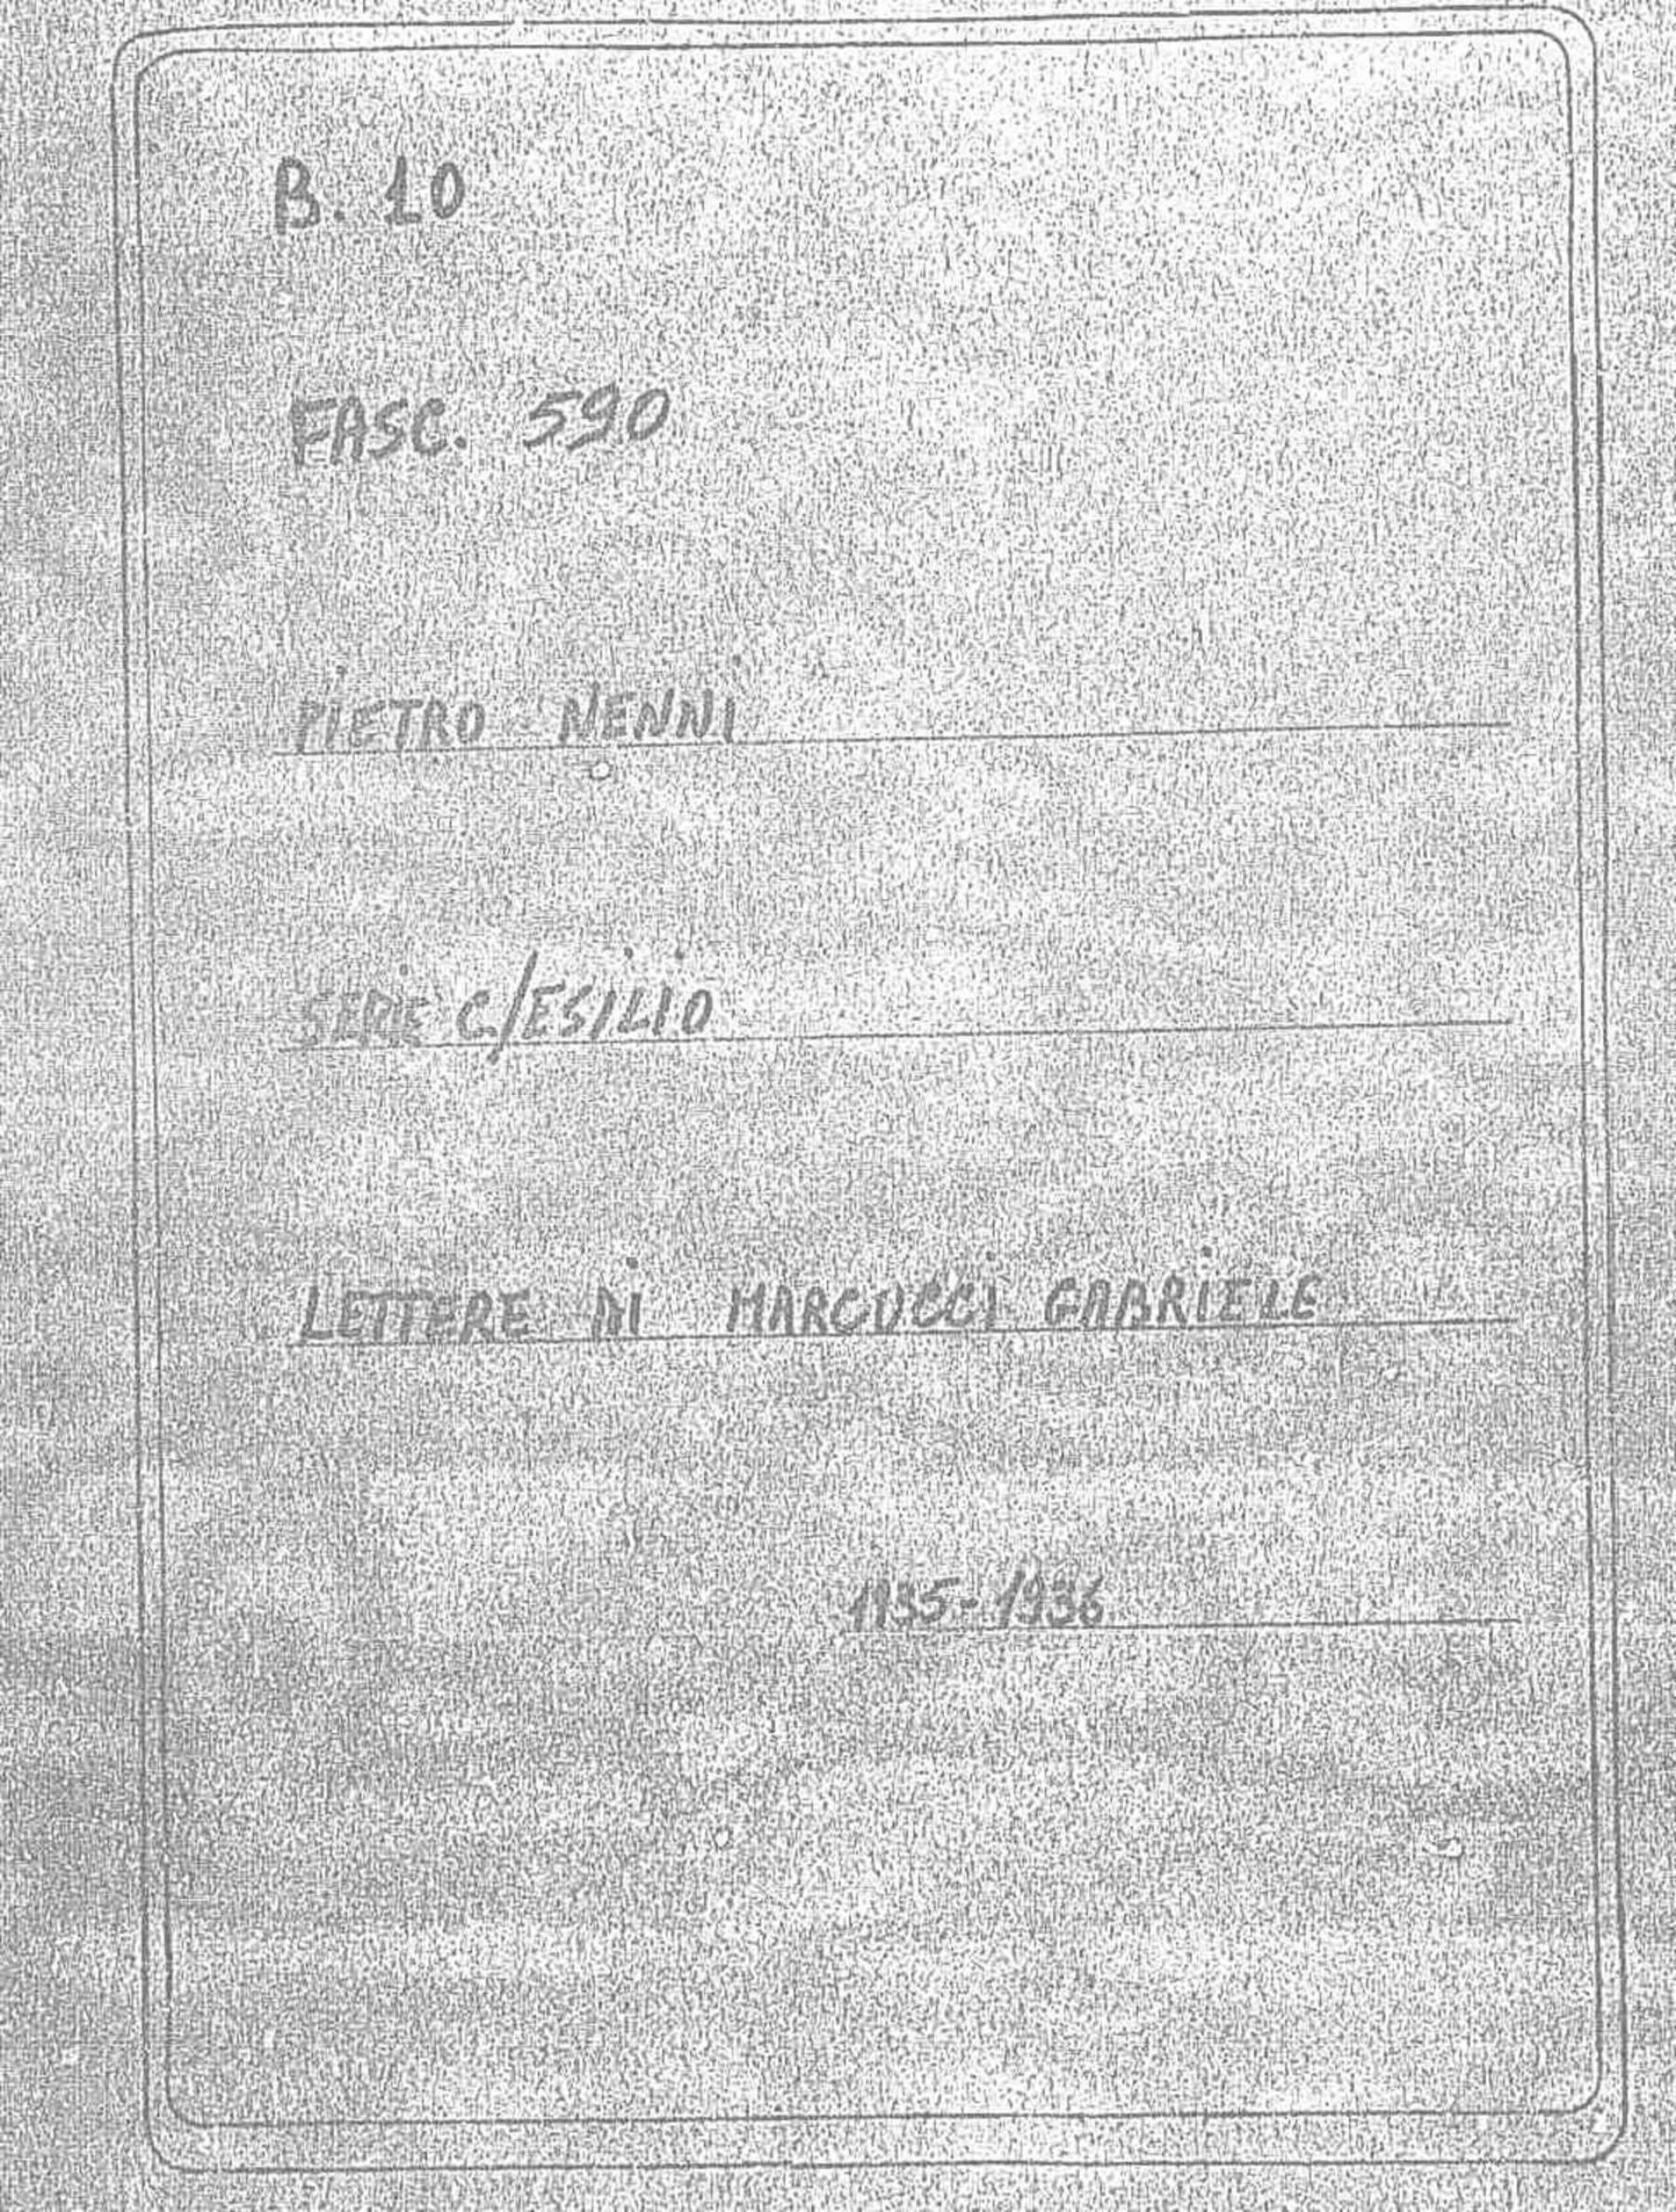 B. 10
FASC. 590
PIETRO NENNI
SERIE C/ESILIO
LETTERE DI MARCUCCI GABRIELE
1935-1936